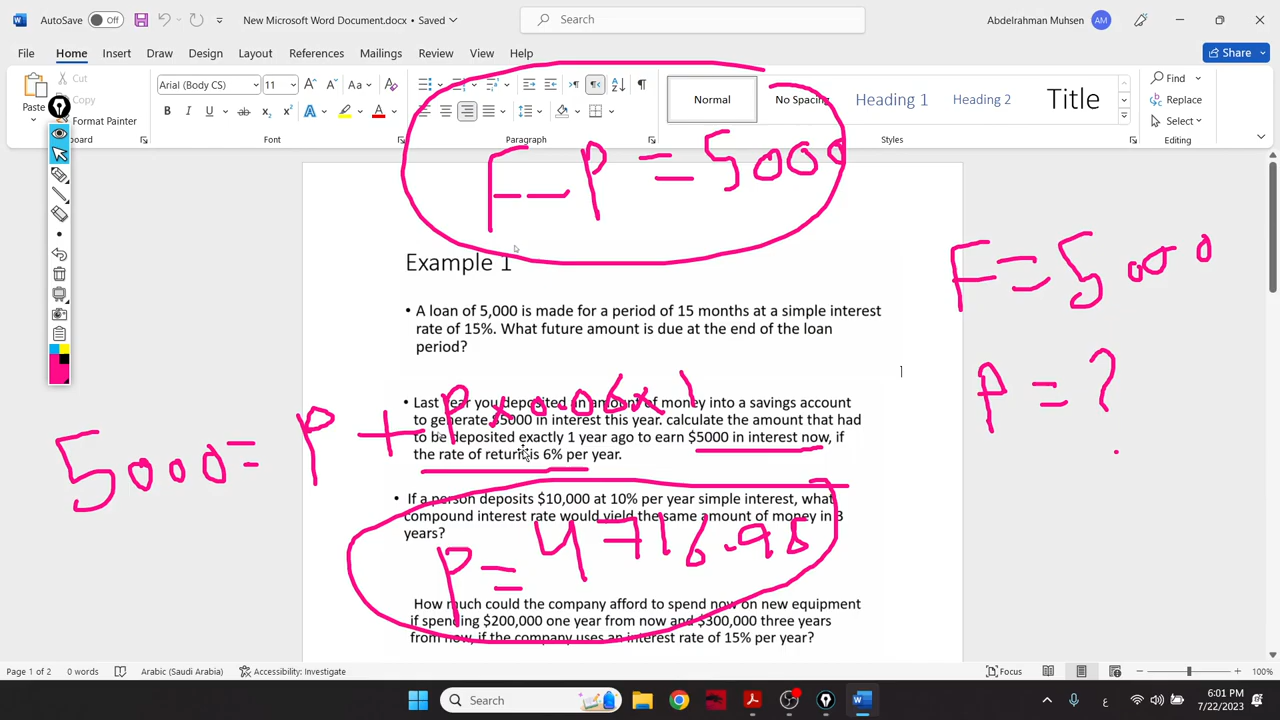 AutoSave Off New Microsoft Word Document.docx • Saved Search Abdelrahman Muhsen AM
File Home Insert Draw Design Layout References Mailings Review View Help Share
Paste Cut Copy Format Painter Arial (Body CS) 11 Normal No Spacing Heading 1 Heading 2 Title Find Replace Select
Font Paragraph Styles Editing
F - P = 5000
F = 5000
Example 1
• A loan of 5,000 is made for a period of 15 months at a simple interest
rate of 15%. What future amount is due at the end of the loan
period?
P = ?
• Last year you deposited an amount of money into a savings account
to generate $5000 in interest this year. calculate the amount that had
to be deposited exactly 1 year ago to earn $5000 in interest now, if
the rate of return is 6% per year.
5000 = P + P x 0.06 x 1
• If a person deposits $10,000 at 10% per year simple interest, what
compound interest rate would yield the same amount of money in 3
years?
P = 4716.98
How much could the company afford to spend now on new equipment
if spending $200,000 one year from now and $300,000 three years
from now, if the company uses an interest rate of 15% per year?
Page 1 of 2 0 words Arabic (Saudi Arabia) Accessibility: Investigate Focus 100%
Search 6:01 PM
7/22/2023